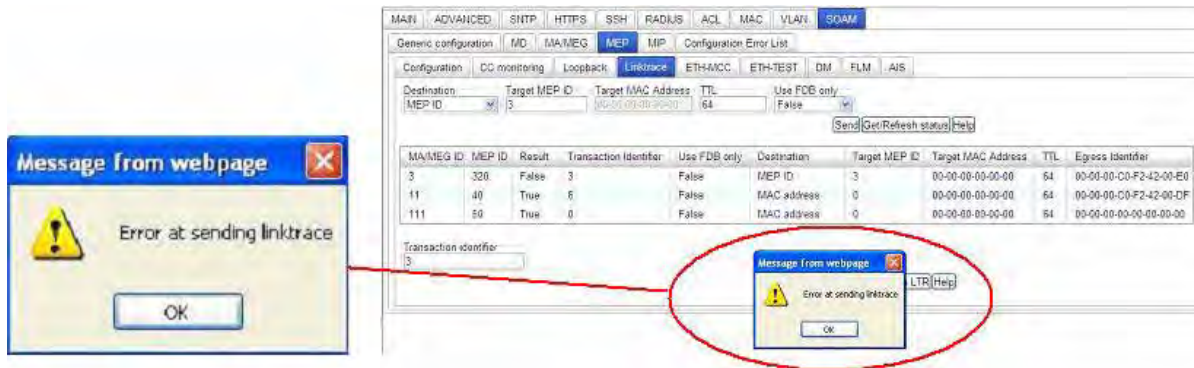 MAIN ADVANCED SNTP HTTPS SSH RADIUS ACL MAC VLAN SOAM
Generic configuration MD MA/MEG MEP MIP Configuration Error List
Configuration CC monitoring Loopback Linktrace ETH-MCC ETH-TEST DM FLM AIS
Destination Target MEP ID Target MAC Address TTL Use FDB only
MEP ID 3 00-00-00-00-00-00 64 False
Send Get/Refresh status Help
MA/MEG ID MEP ID Result Transaction Identifier Use FDB only Destination Target MEP ID Target MAC Address TTL Egress Identifier
3 320 False 3 False MEP ID 3 00-00-00-00-00-00 64 00-00-00-C0-F2-42-00-E0
11 40 True 6 False MAC address 0 00-00-00-00-00-00 64 00-00-00-C0-F2-42-00-DF
111 50 True 0 False MAC address 0 00-00-00-00-00-00 64 00-00-00-00-00-00-00-00
Transaction identifier
3
LTR Help
Message from webpage
Error at sending linktrace
OK
Message from webpage
Error at sending linktrace
OK